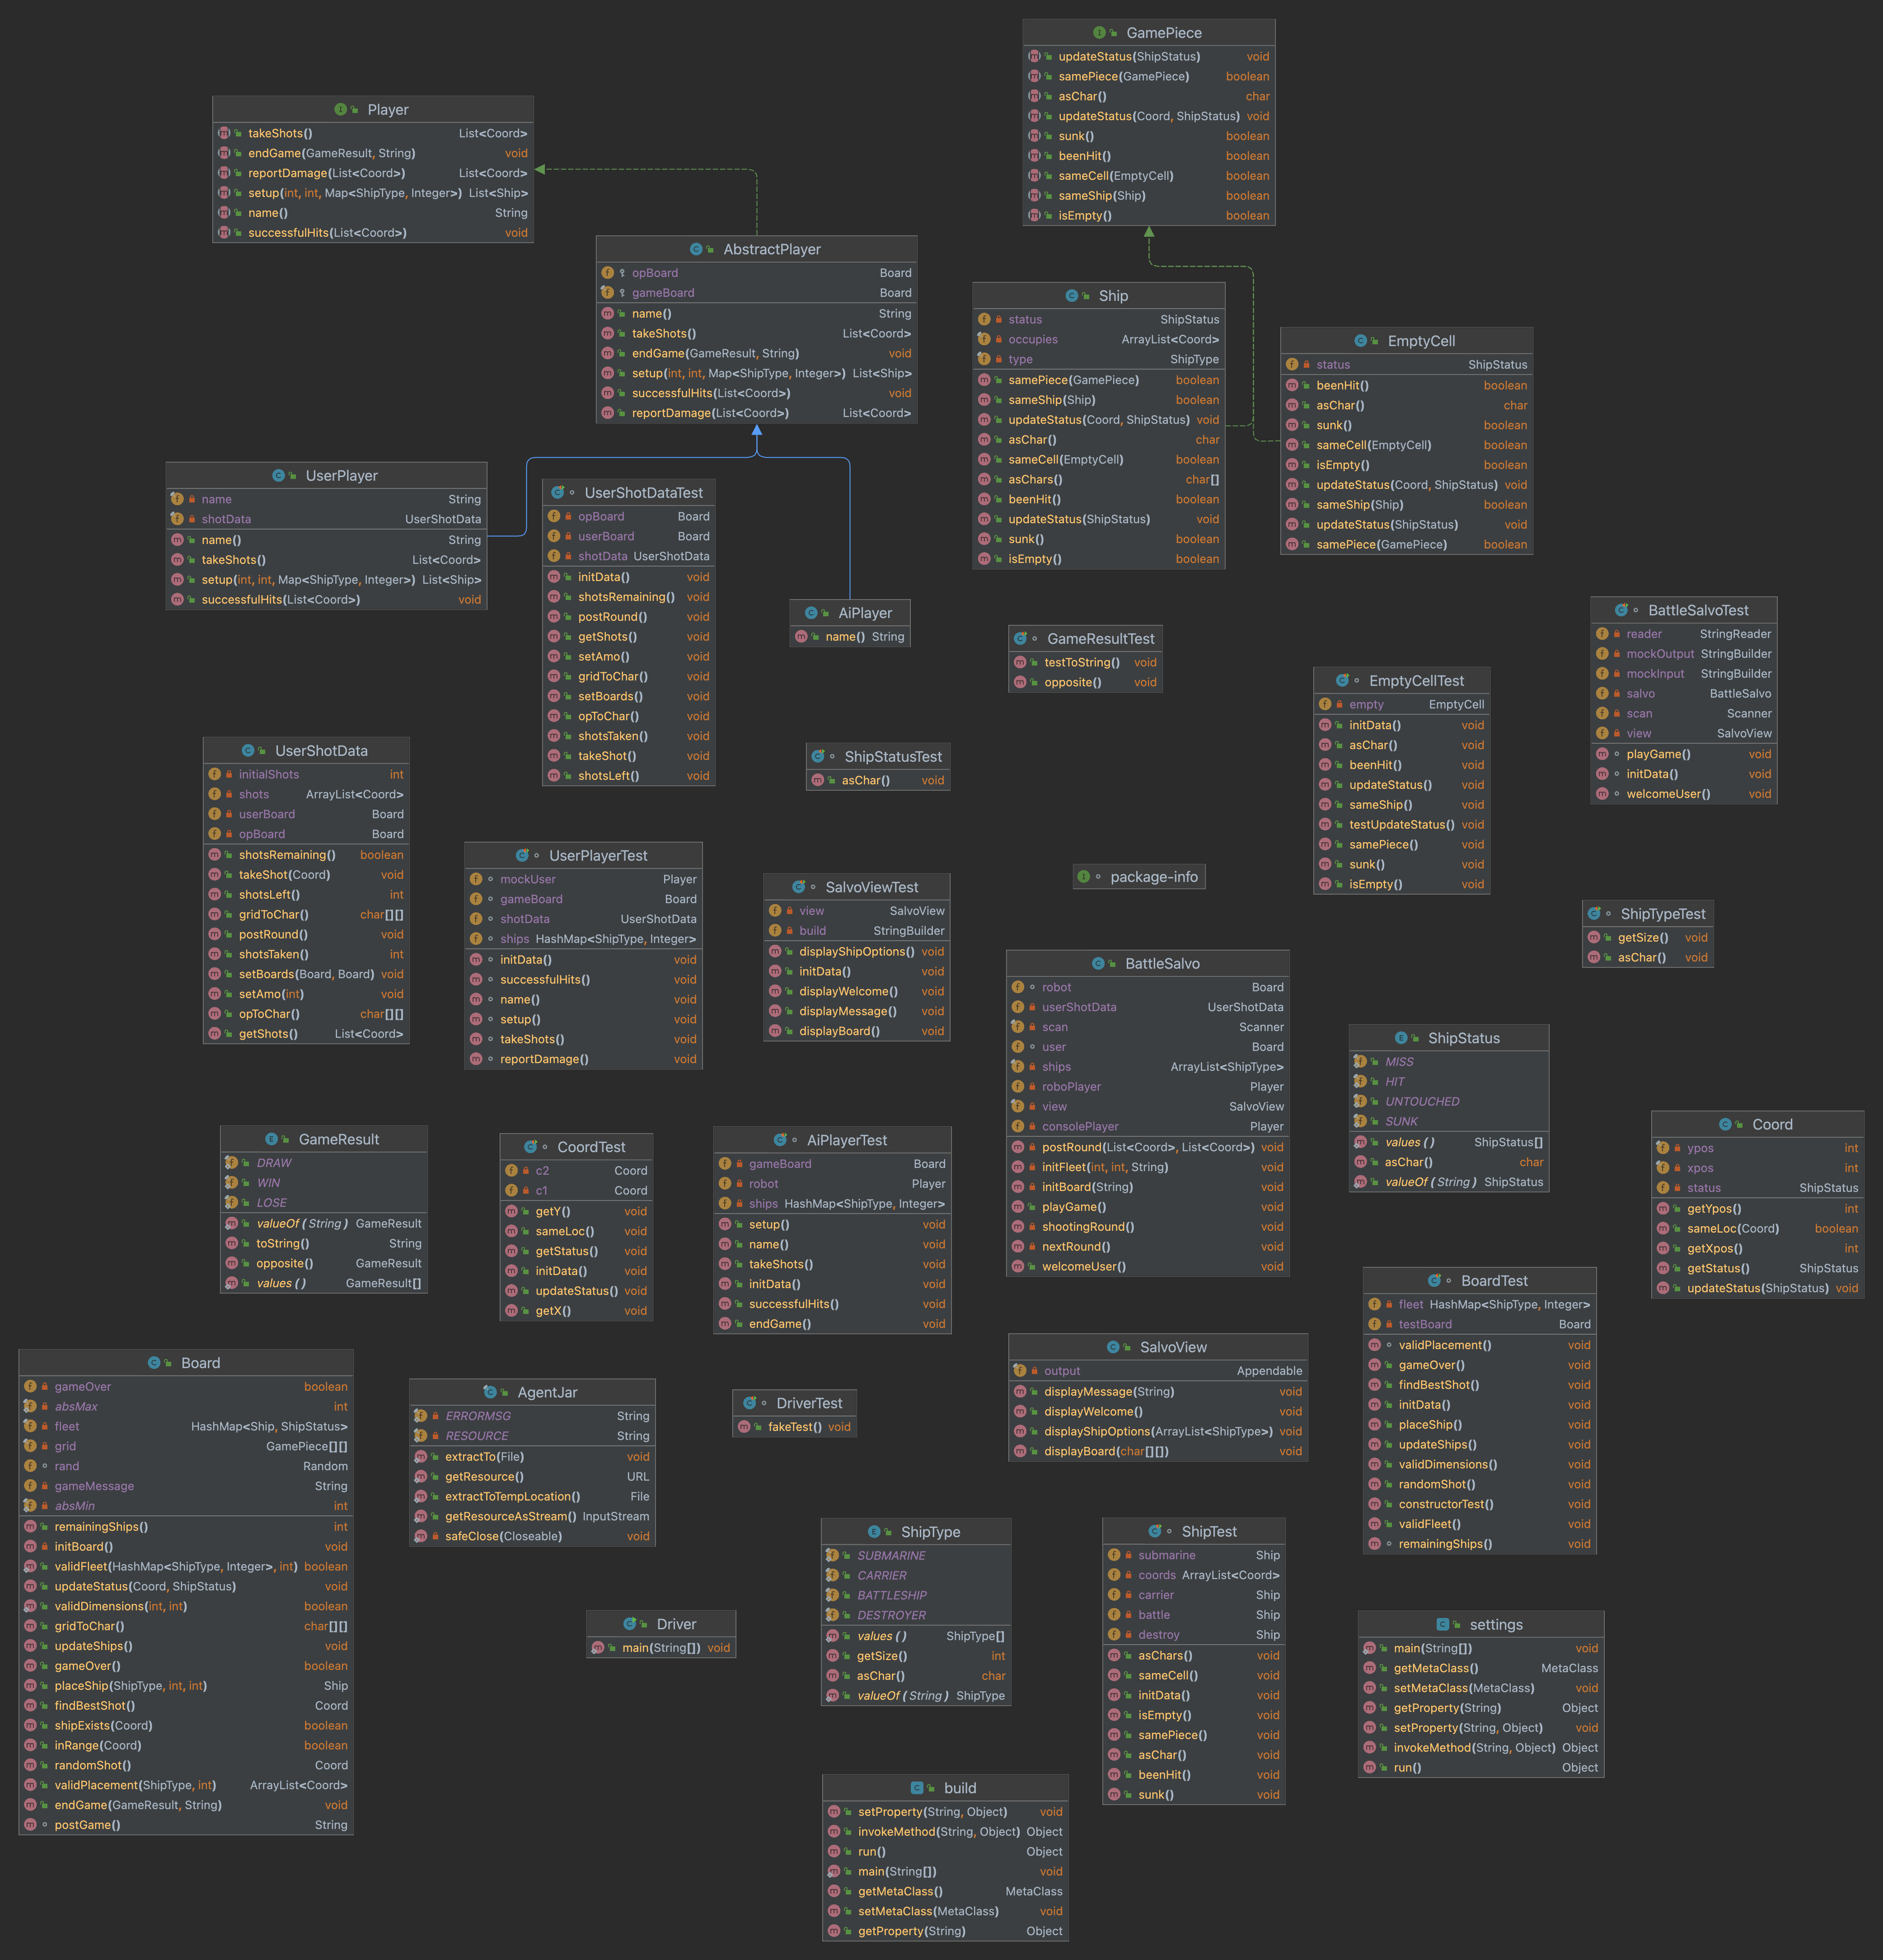 GamePiece
updateStatus(ShipStatus) void
samePiece(GamePiece) boolean
asChar() char
updateStatus(Coord, ShipStatus) void
sunk() boolean
beenHit() boolean
sameCell(EmptyCell) boolean
sameShip(Ship) boolean
isEmpty() boolean
Player
takeShots() List<Coord>
endGame(GameResult, String) void
reportDamage(List<Coord>) List<Coord>
setup(int, int, Map<ShipType, Integer>) List<Ship>
name() String
successfulHits(List<Coord>) void
AbstractPlayer
opBoard Board
gameBoard Board
name() String
takeShots() List<Coord>
endGame(GameResult, String) void
setup(int, int, Map<ShipType, Integer>) List<Ship>
successfulHits(List<Coord>) void
reportDamage(List<Coord>) List<Coord>
Ship
status ShipStatus
occupies ArrayList<Coord>
type ShipType
samePiece(GamePiece) boolean
sameShip(Ship) boolean
updateStatus(Coord, ShipStatus) void
asChar() char
sameCell(EmptyCell) boolean
asChars() char[]
beenHit() boolean
updateStatus(ShipStatus) void
sunk() boolean
isEmpty() boolean
EmptyCell
status ShipStatus
beenHit() boolean
asChar() char
sunk() boolean
sameCell(EmptyCell) boolean
isEmpty() boolean
updateStatus(Coord, ShipStatus) void
sameShip(Ship) boolean
updateStatus(ShipStatus) void
samePiece(GamePiece) boolean
UserPlayer
name String
shotData UserShotData
name() String
takeShots() List<Coord>
setup(int, int, Map<ShipType, Integer>) List<Ship>
successfulHits(List<Coord>) void
UserShotDataTest
opBoard Board
userBoard Board
shotData UserShotData
initData() void
shotsRemaining() void
postRound() void
getShots() void
setAmo() void
gridToChar() void
setBoards() void
opToChar() void
shotsTaken() void
takeShot() void
shotsLeft() void
AiPlayer
name() String
GameResultTest
testToString() void
opposite() void
BattleSalvoTest
reader StringReader
mockOutput StringBuilder
mockInput StringBuilder
salvo BattleSalvo
scan Scanner
view SalvoView
playGame() void
initData() void
welcomeUser() void
EmptyCellTest
empty EmptyCell
initData() void
asChar() void
beenHit() void
updateStatus() void
sameShip() void
testUpdateStatus() void
samePiece() void
sunk() void
isEmpty() void
UserShotData
initialShots int
shots ArrayList<Coord>
userBoard Board
opBoard Board
shotsRemaining() boolean
takeShot(Coord) void
shotsLeft() int
gridToChar() char[][]
postRound() void
shotsTaken() int
setBoards(Board, Board) void
setAmo(int) void
opToChar() char[][]
getShots() List<Coord>
ShipStatusTest
asChar() void
UserPlayerTest
mockUser Player
gameBoard Board
shotData UserShotData
ships HashMap<ShipType, Integer>
initData() void
successfulHits() void
name() void
setup() void
takeShots() void
reportDamage() void
SalvoViewTest
view SalvoView
build StringBuilder
displayShipOptions() void
initData() void
displayWelcome() void
displayMessage() void
displayBoard() void
package-info
ShipTypeTest
getSize() void
asChar() void
BattleSalvo
robot Board
userShotData UserShotData
scan Scanner
user Board
ships ArrayList<ShipType>
roboPlayer Player
view SalvoView
consolePlayer Player
postRound(List<Coord>, List<Coord>) void
initFleet(int, int, String) void
initBoard(String) void
playGame() void
shootingRound() void
nextRound() void
welcomeUser() void
ShipStatus
MISS
HIT
UNTOUCHED
SUNK
values() ShipStatus[]
asChar() char
valueOf(String) ShipStatus
Coord
ypos int
xpos int
status ShipStatus
getYpos() int
sameLoc(Coord) boolean
getXpos() int
getStatus() ShipStatus
updateStatus(ShipStatus) void
GameResult
DRAW
WIN
LOSE
valueOf(String) GameResult
toString() String
opposite() GameResult
values() GameResult[]
CoordTest
c2 Coord
c1 Coord
getY() void
sameLoc() void
getStatus() void
initData() void
updateStatus() void
getX() void
AiPlayerTest
gameBoard Board
robot Player
ships HashMap<ShipType, Integer>
setup() void
name() void
takeShots() void
initData() void
successfulHits() void
endGame() void
BoardTest
fleet HashMap<ShipType, Integer>
testBoard Board
validPlacement() void
gameOver() void
findBestShot() void
initData() void
placeShip() void
updateShips() void
validDimensions() void
randomShot() void
constructorTest() void
validFleet() void
remainingShips() void
Board
gameOver boolean
absMax int
fleet HashMap<Ship, ShipStatus>
grid GamePiece[][]
rand Random
gameMessage String
absMin int
remainingShips() int
initBoard() void
validFleet(HashMap<ShipType, Integer>, int) boolean
updateStatus(Coord, ShipStatus) void
validDimensions(int, int) boolean
gridToChar() char[][]
updateShips() void
gameOver() boolean
placeShip(ShipType, int, int) Ship
findBestShot() Coord
shipExists(Coord) boolean
inRange(Coord) boolean
randomShot() Coord
validPlacement(ShipType, int) ArrayList<Coord>
endGame(GameResult, String) void
postGame() String
AgentJar
ERRORMSG String
RESOURCE String
extractTo(File) void
getResource() URL
extractToTempLocation() File
getResourceAsStream() InputStream
safeClose(Closeable) void
DriverTest
fakeTest() void
SalvoView
output Appendable
displayMessage(String) void
displayWelcome() void
displayShipOptions(ArrayList<ShipType>) void
displayBoard(char[][]) void
Driver
main(String[]) void
ShipType
SUBMARINE
CARRIER
BATTLESHIP
DESTROYER
values() ShipType[]
getSize() int
asChar() char
valueOf(String) ShipType
ShipTest
submarine Ship
coords ArrayList<Coord>
carrier Ship
battle Ship
destroy Ship
asChars() void
sameCell() void
initData() void
isEmpty() void
samePiece() void
asChar() void
beenHit() void
sunk() void
settings
main(String[]) void
getMetaClass() MetaClass
setMetaClass(MetaClass) void
getProperty(String) Object
setProperty(String, Object) void
invokeMethod(String, Object) Object
run() Object
build
setProperty(String, Object) void
invokeMethod(String, Object) Object
run() Object
main(String[]) void
getMetaClass() MetaClass
setMetaClass(MetaClass) void
getProperty(String) Object